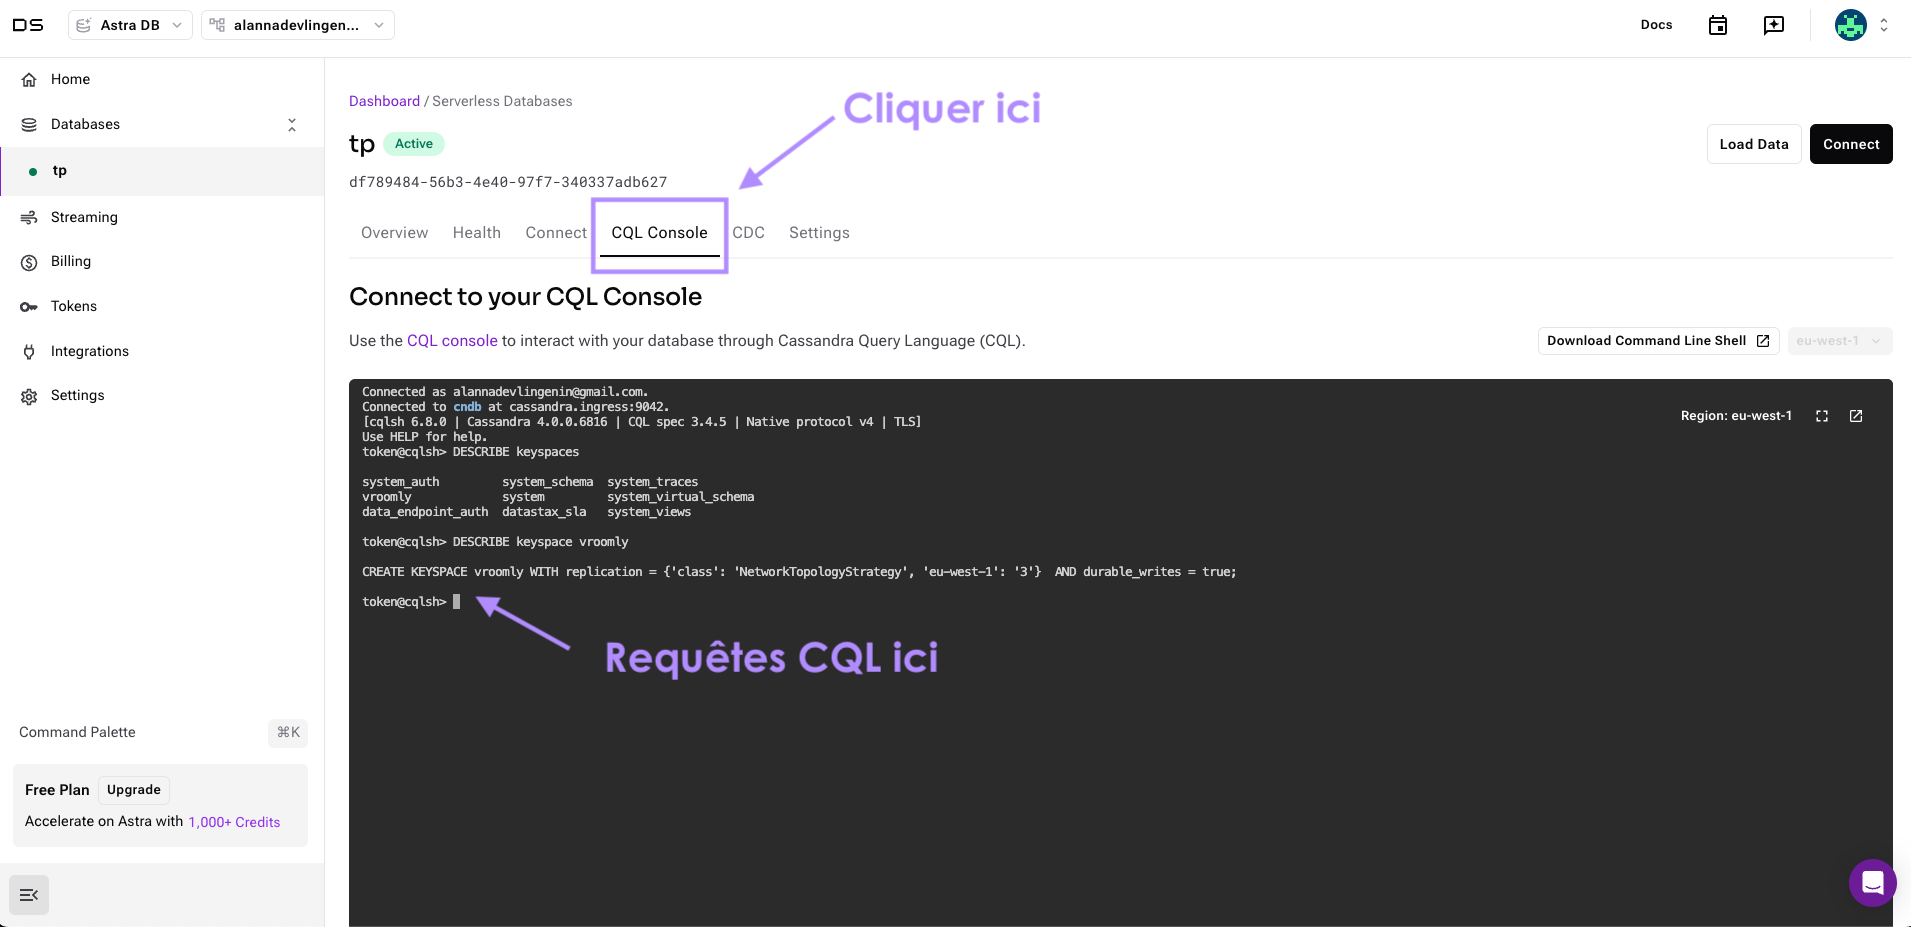 DS
Astra DB
alannadevlingen...
Docs
Home
Databases
tp
Streaming
Billing
Tokens
Integrations
Settings
Command Palette
⌘K
Free Plan
Upgrade
Accelerate on Astra with 1,000+ Credits
Dashboard / Serverless Databases
Cliquer ici
tp
Active
Load Data
Connect
df789484-56b3-4e40-97f7-340337adb627
Overview
Health
Connect
CQL Console
CDC
Settings
Connect to your CQL Console
Use the CQL console to interact with your database through Cassandra Query Language (CQL).
Download Command Line Shell
eu-west-1
Connected as alannadevlingenin@gmail.com.
Connected to cndb at cassandra.ingress:9042.
[cqlsh 6.8.0 | Cassandra 4.0.0.6816 | CQL spec 3.4.5 | Native protocol v4 | TLS]
Use HELP for help.
Region: eu-west-1
token@cqlsh> DESCRIBE keyspaces
system_auth system_schema system_traces
vroomly system system_virtual_schema
data_endpoint_auth datastax_sla system_views
token@cqlsh> DESCRIBE keyspace vroomly
CREATE KEYSPACE vroomly WITH replication = {'class': 'NetworkTopologyStrategy', 'eu-west-1': '3'}  AND durable_writes = true;
token@cqlsh>
Requêtes CQL ici